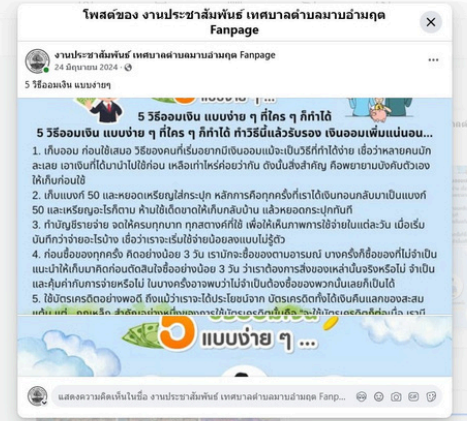 โพสต์ของ งานประชาสัมพันธ์ เทศบาลตำบลมาบอำมฤต
Fanpage
งานประชาสัมพันธ์ เทศบาลตำบลมาบอำมฤต Fanpage
24 มิถุนายน 2024
5 วิธีออมเงิน แบบง่ายๆ
แบบง่าย ๆ ...
5 วิธีออมเงิน แบบง่าย ๆ ที่ใคร ๆ ก็ทำได้
5 วิธีออมเงิน แบบง่าย ๆ ที่ใคร ๆ ก็ทำได้ ทำวิธีนี้แล้วรับรอง เงินออมเพิ่มแน่นอน...
1. เก็บออม ก่อนใช้เสมอ วิธีของคนที่เริ่มอยากมีเงินออมแม้จะเป็นวิธีที่ทำได้ง่าย เชื่อว่าหลายคนมัก
ละเลย เอาเงินที่ได้มานำไปใช้ก่อน เหลือเท่าไหร่ค่อยว่ากัน ดังนั้นสิ่งสำคัญ คือพยายามบังคับตัวเอง
ให้เก็บก่อนใช้
2. เก็บแบงก์ 50 และหยอดเหรียญใส่กระปุก หลักการคือทุกครั้งที่เราได้เงินทอนกลับมาเป็นแบงก์
50 และเหรียญอะไรก็ตาม ห้ามใช้เด็ดขาดให้เก็บกลับบ้าน แล้วหยอดกระปุกทันที
3. ทำบัญชีรายจ่าย จดให้ครบทุกบาท ทุกสตางค์ที่ใช้ เพื่อให้เห็นภาพการใช้จ่ายในแต่ละวัน เมื่อเริ่ม
บันทึกว่าจ่ายอะไรบ้าง เชื่อว่าเราจะเริ่มใช้จ่ายน้อยลงแบบไม่รู้ตัว
4. ก่อนซื้อของทุกครั้ง คิดอย่างน้อย 3 วัน เรามักจะซื้อของตามอารมณ์ บางครั้งก็ซื้อของที่ไม่จำเป็น
แนะนำให้เก็บมาคิดก่อนตัดสินใจซื้ออย่างน้อย 3 วัน ว่าเราต้องการสิ่งของเหล่านั้นจริงหรือไม่ จำเป็น
และคุ้มค่ากับการจ่ายหรือไม่ ในบางครั้งอาจพบว่าไม่จำเป็นต้องซื้อของพวกนั้นเลยก็เป็นได้
5. ใช้บัตรเครดิตอย่างพอดี ถึงแม้ว่าเราจะได้ประโยชน์จาก บัตรเครดิตทั้งได้เงินคืนแลกของสะสม
5 วิธีออมเงิน
แบบง่าย ๆ ...
แสดงความคิดเห็นในชื่อ งานประชาสัมพันธ์ เทศบาลตำบลมาบอำมฤต Fanp...